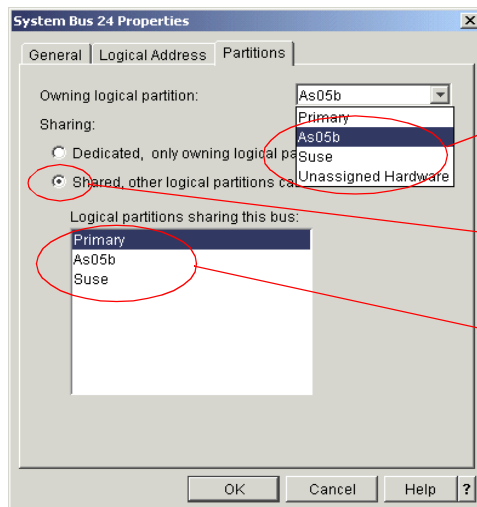 System Bus 24 Properties
General Logical Address Partitions
Owning logical partition: As05b
Primary
Sharing:
As05b
Dedicated, only owning logical pa
Suse
Unassigned Hardware
Shared, other logical partitions ca
Logical partitions sharing this bus:
Primary
As05b
Suse
OK Cancel Help ?